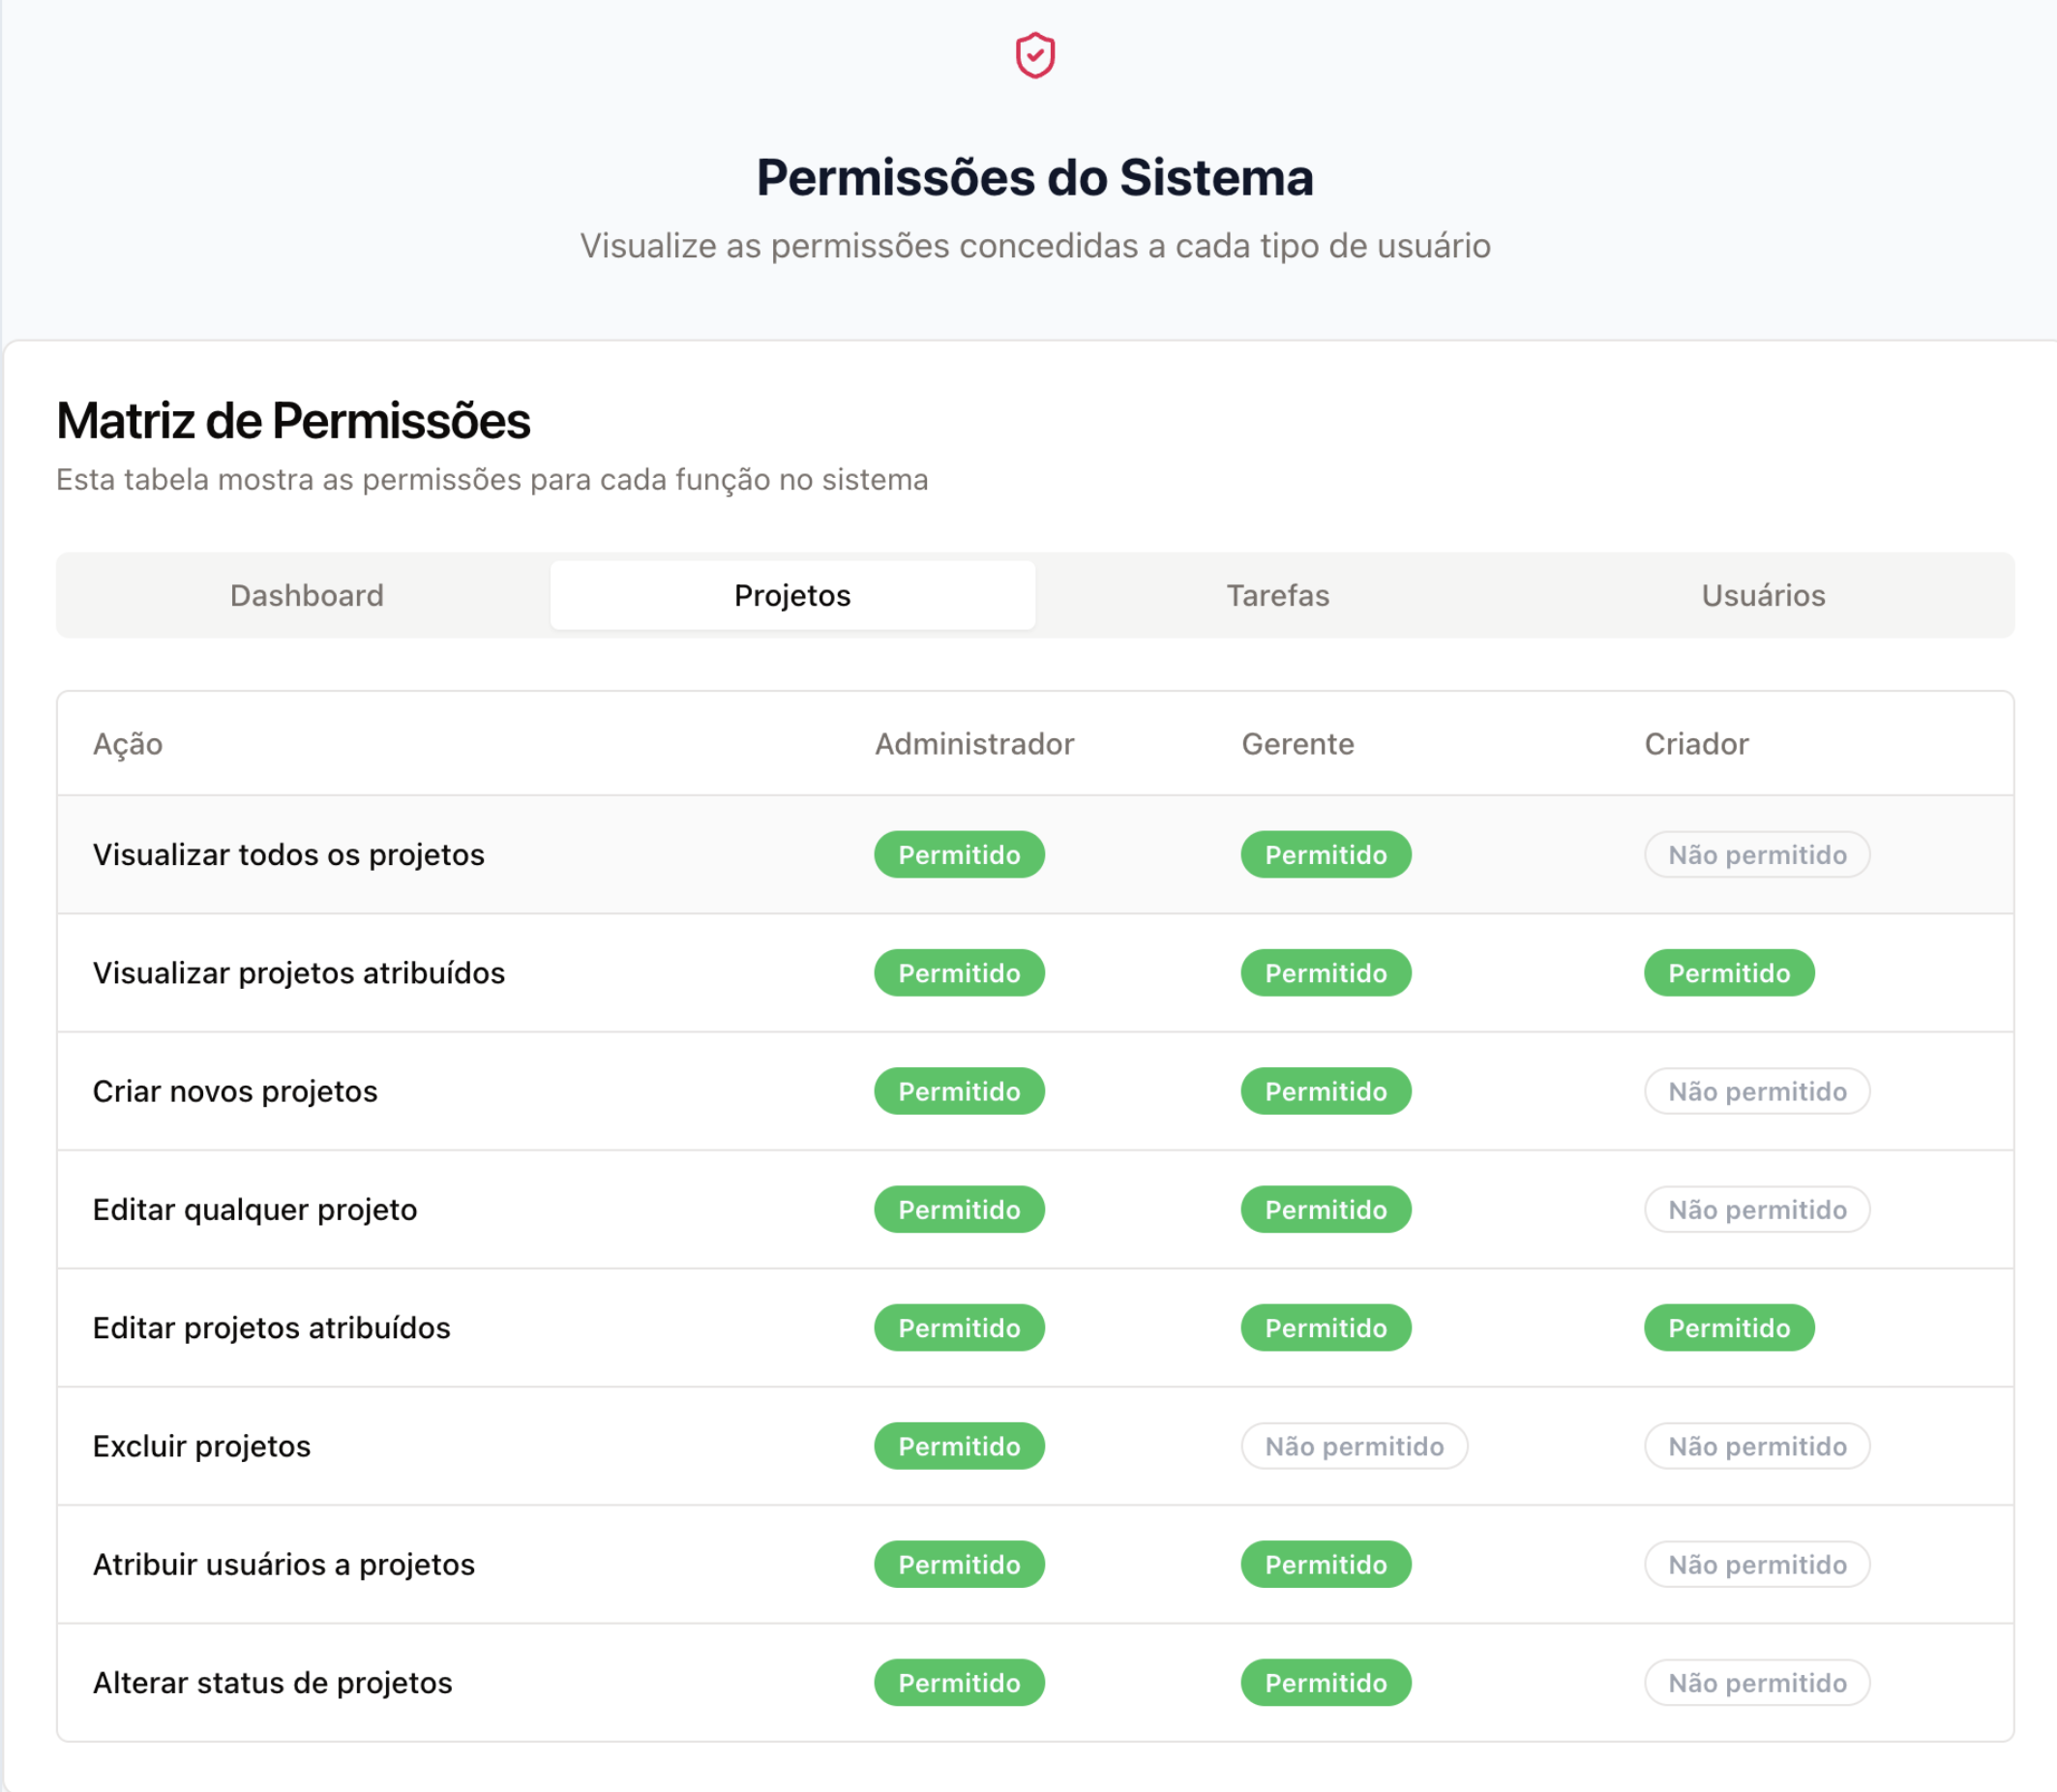 Permissões do Sistema
Visualize as permissões concedidas a cada tipo de usuário
Matriz de Permissões
Esta tabela mostra as permissões para cada função no sistema
Dashboard Projetos Tarefas Usuários
Ação Administrador Gerente Criador
Visualizar todos os projetos Permitido Permitido Não permitido
Visualizar projetos atribuídos Permitido Permitido Permitido
Criar novos projetos Permitido Permitido Não permitido
Editar qualquer projeto Permitido Permitido Não permitido
Editar projetos atribuídos Permitido Permitido Permitido
Excluir projetos Permitido Não permitido Não permitido
Atribuir usuários a projetos Permitido Permitido Não permitido
Alterar status de projetos Permitido Permitido Não permitido